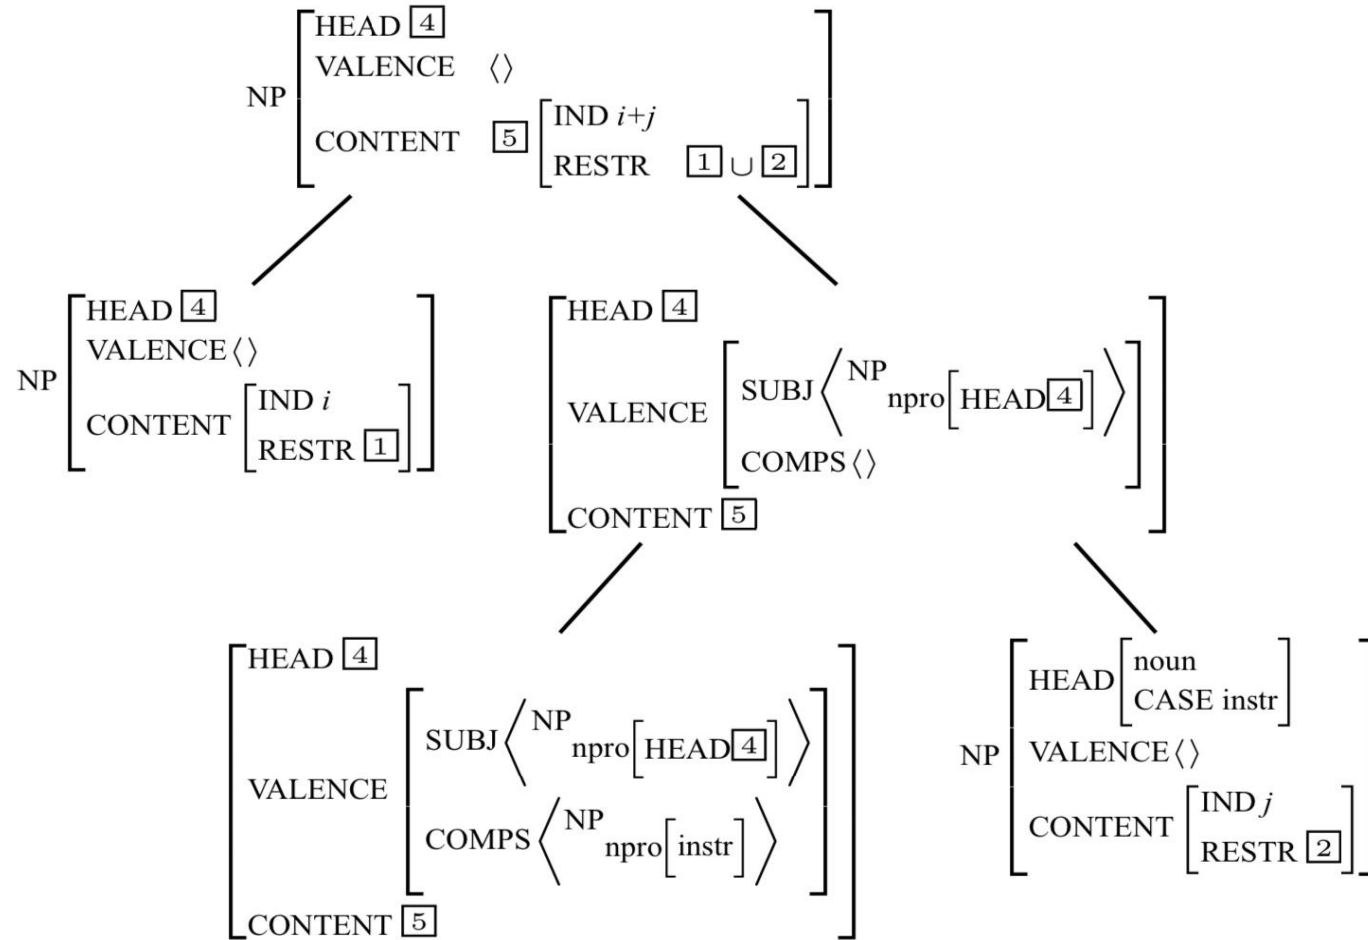 HEAD 4
VALENCE ⟨⟩
NP
CONTENT 5 IND i+j
RESTR 1 ∪ 2
HEAD 4
VALENCE ⟨⟩
NP
CONTENT IND i
RESTR 1
HEAD 4
VALENCE SUBJ ⟨NP npro[HEAD 4]⟩
COMPS ⟨⟩
CONTENT 5
HEAD 4
VALENCE SUBJ ⟨NP npro[HEAD 4]⟩
COMPS ⟨NP npro[instr]⟩
CONTENT 5
HEAD noun
CASE instr
NP VALENCE ⟨⟩
CONTENT IND j
RESTR 2